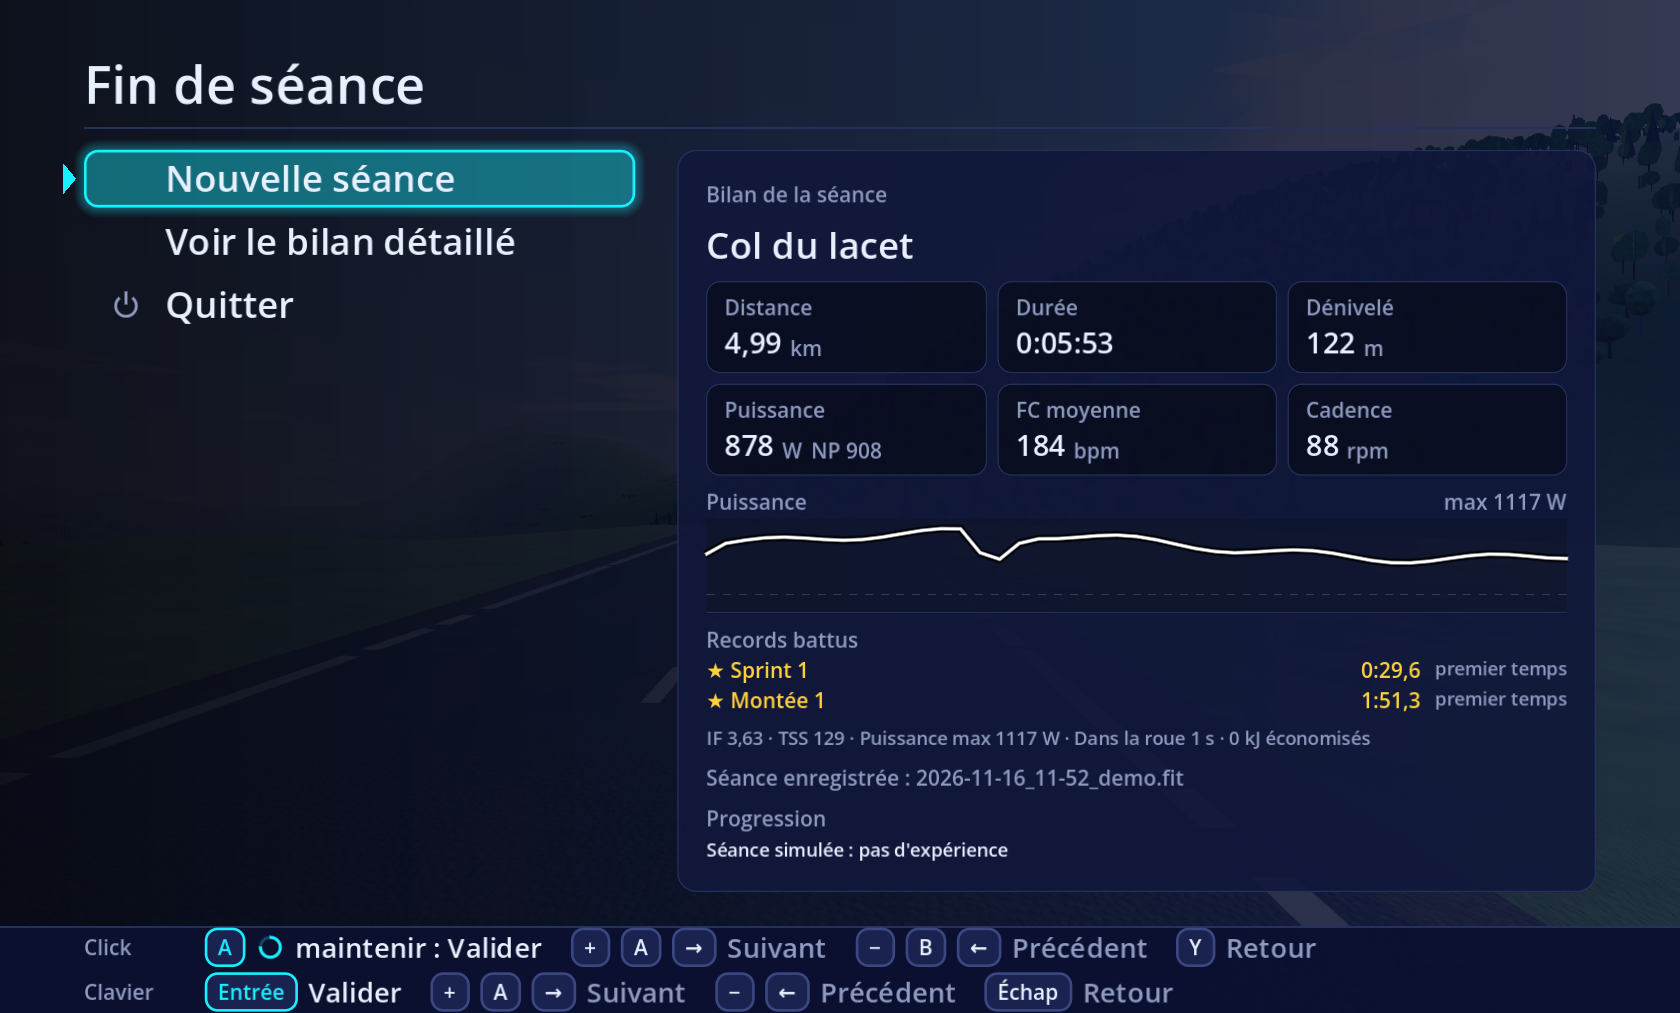 Fin de séance
Nouvelle séance
Voir le bilan détaillé
Quitter
Bilan de la séance
Col du lacet
Distance
4,99 km
Durée
0:05:53
Dénivelé
122 m
Puissance
878 W NP 908
FC moyenne
184 bpm
Cadence
88 rpm
Puissance max 1117 W
Records battus
★ Sprint 1 0:29,6 premier temps
★ Montée 1 1:51,3 premier temps
IF 3,63 · TSS 129 · Puissance max 1117 W · Dans la roue 1 s · 0 kJ économisés
Séance enregistrée : 2026-11-16_11-52_demo.fit
Progression
Séance simulée : pas d'expérience
Click A maintenir : Valider + A → Suivant − B ← Précédent Y Retour
Clavier Entrée Valider + A → Suivant − ← Précédent Échap Retour